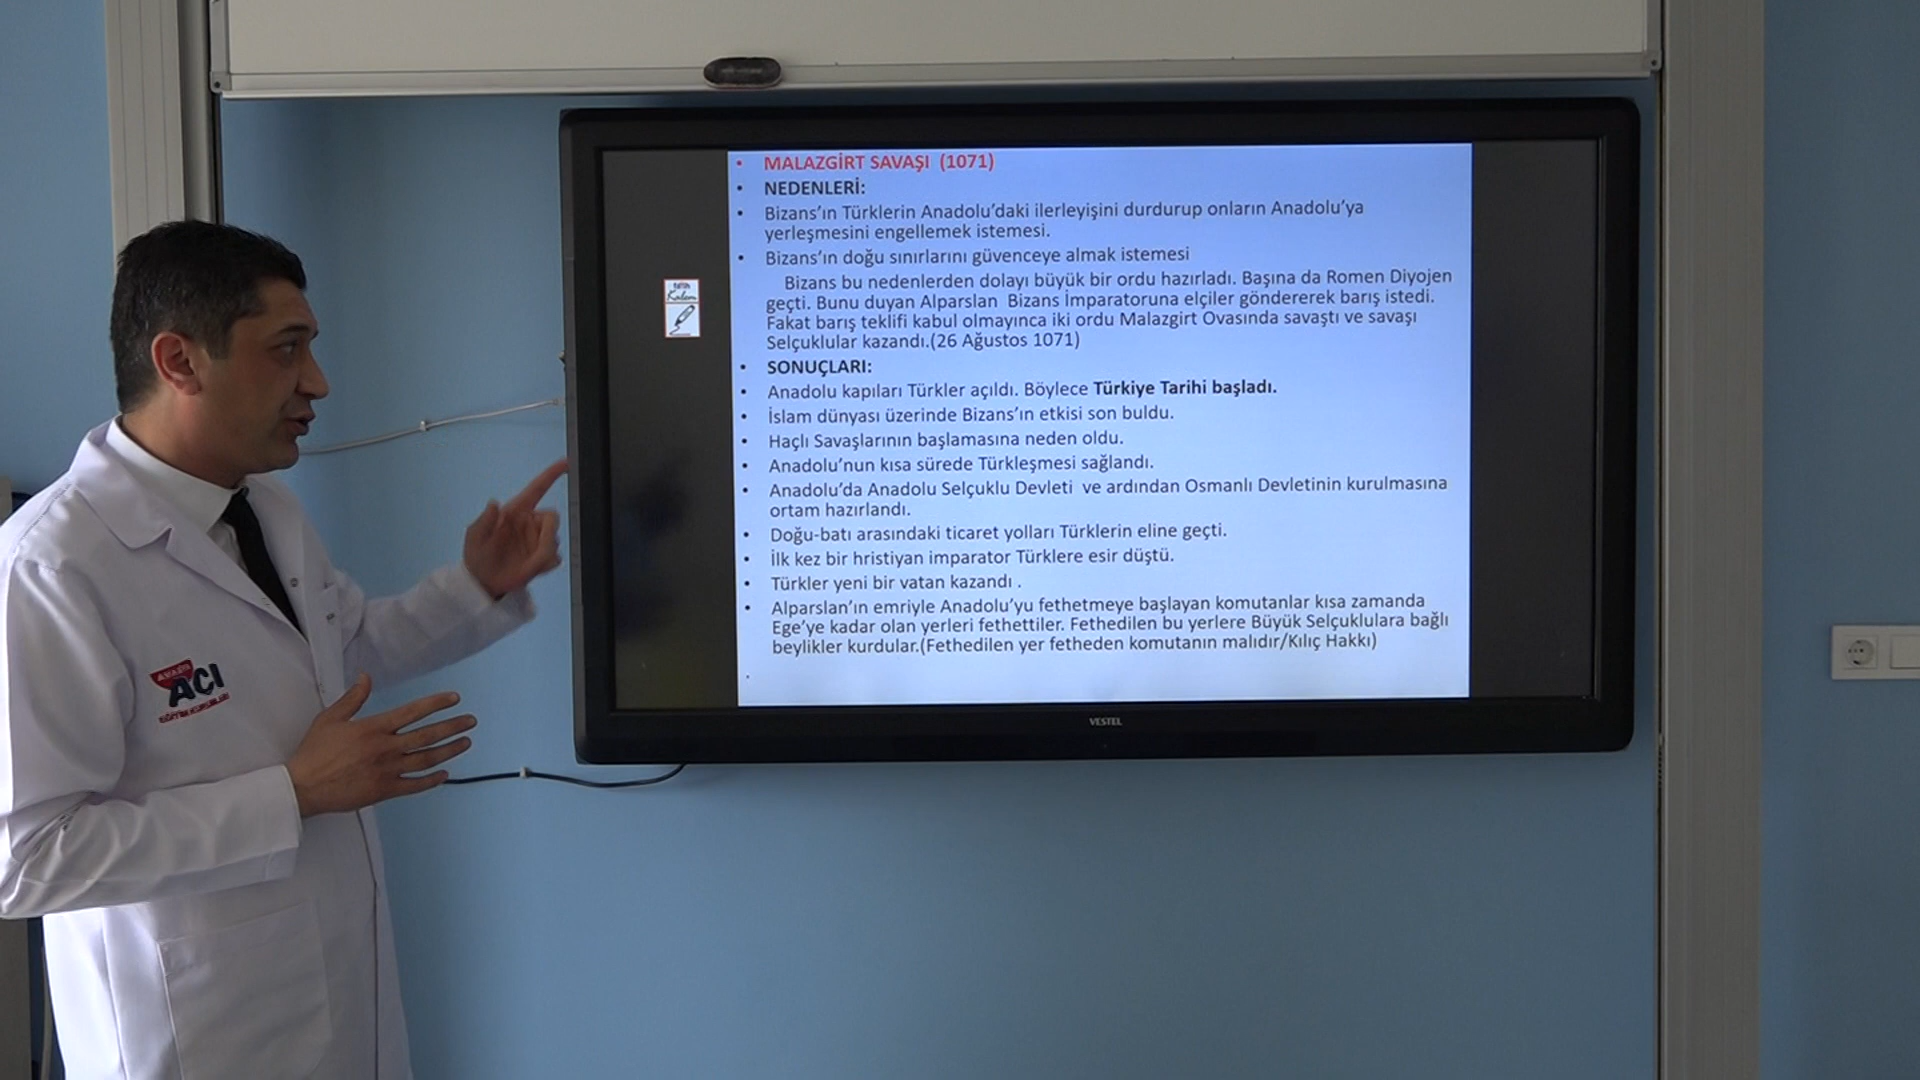 • MALAZGİRT SAVAŞI (1071)
• NEDENLERİ:
• Bizans'ın Türklerin Anadolu'daki ilerleyişini durdurup onların Anadolu'ya
yerleşmesini engellemek istemesi.
• Bizans'ın doğu sınırlarını güvenceye almak istemesi
Bizans bu nedenlerden dolayı büyük bir ordu hazırladı. Başına da Romen Diyojen
geçti. Bunu duyan Alparslan Bizans İmparatoruna elçiler göndererek barış istedi.
Fakat barış teklifi kabul olmayınca iki ordu Malazgirt Ovasında savaştı ve savaşı
Selçuklular kazandı.(26 Ağustos 1071)
• SONUÇLARI:
• Anadolu kapıları Türkler açıldı. Böylece Türkiye Tarihi başladı.
• İslam dünyası üzerinde Bizans'ın etkisi son buldu.
• Haçlı Savaşlarının başlamasına neden oldu.
• Anadolu'nun kısa sürede Türkleşmesi sağlandı.
• Anadolu'da Anadolu Selçuklu Devleti ve ardından Osmanlı Devletinin kurulmasına
ortam hazırlandı.
• Doğu-batı arasındaki ticaret yolları Türklerin eline geçti.
• İlk kez bir hristiyan imparator Türklere esir düştü.
• Türkler yeni bir vatan kazandı .
• Alparslan'ın emriyle Anadolu'yu fethetmeye başlayan komutanlar kısa zamanda
Ege'ye kadar olan yerleri fethettiler. Fethedilen bu yerlere Büyük Selçuklulara bağlı
beylikler kurdular.(Fethedilen yer fetheden komutanın malıdır/Kılıç Hakkı)
Kalem
VESTEL
AÇI
EĞİTİM KURUMLARI